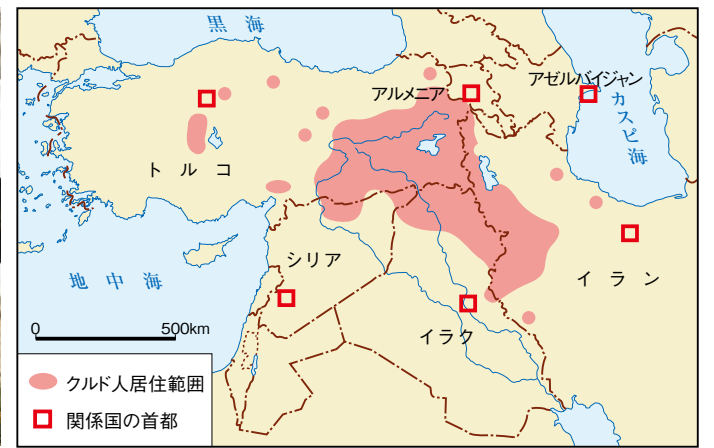 黒海
アルメニア
アゼルバイジャン
カスピ海
トルコ
シリア
地中海
イラン
イラク
0 500km
クルド人居住範囲
関係国の首都